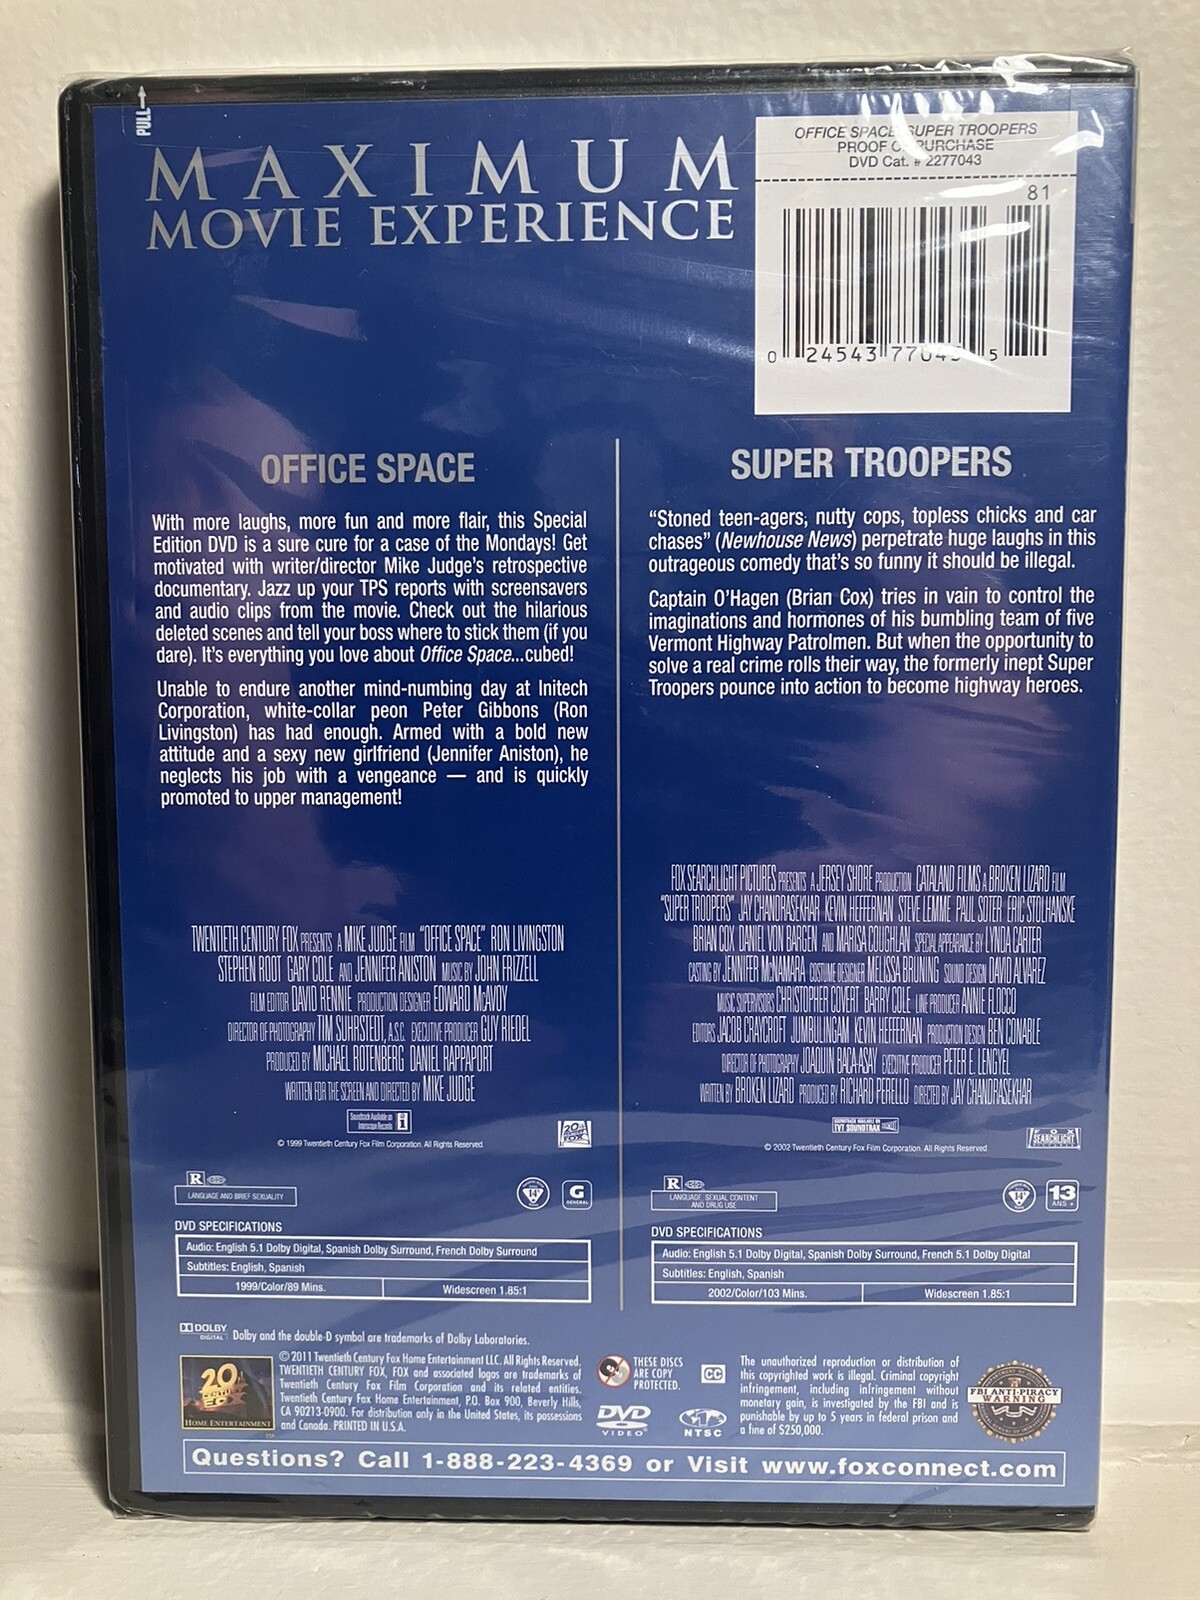 PULL→
MAXIMUM
MOVIE EXPERIENCE
OFFICE SPACE/SUPER TROOPERS
PROOF OF PURCHASE
DVD Cat. # 2277043
81
0 24543 77043 5
OFFICE SPACE
With more laughs, more fun and more flair, this Special
Edition DVD is a sure cure for a case of the Mondays! Get
motivated with writer/director Mike Judge's retrospective
documentary. Jazz up your TPS reports with screensavers
and audio clips from the movie. Check out the hilarious
deleted scenes and tell your boss where to stick them (if you
dare). It's everything you love about Office Space...cubed!
Unable to endure another mind-numbing day at Initech
Corporation, white-collar peon Peter Gibbons (Ron
Livingston) has had enough. Armed with a bold new
attitude and a sexy new girlfriend (Jennifer Aniston), he
neglects his job with a vengeance — and is quickly
promoted to upper management!
TWENTIETH CENTURY FOX PRESENTS A MIKE JUDGE FILM "OFFICE SPACE" RON LIVINGSTON
STEPHEN ROOT GARY COLE AND JENNIFER ANISTON MUSIC BY JOHN FRIZZELL
FILM EDITOR DAVID RENNIE PRODUCTION DESIGNER EDWARD McAVOY
DIRECTOR OF PHOTOGRAPHY TIM SUHRSTEDT, A.S.C. EXECUTIVE PRODUCER GUY RIEDEL
PRODUCED BY MICHAEL ROTENBERG DANIEL RAPPAPORT
WRITTEN FOR THE SCREEN AND DIRECTED BY MIKE JUDGE
Soundtrack Available on
Interscope Records
© 1999 Twentieth Century Fox Film Corporation. All Rights Reserved.
20th CENTURY FOX
R
LANGUAGE AND BRIEF SEXUALITY
14
G
GENERAL
DVD SPECIFICATIONS
Audio: English 5.1 Dolby Digital, Spanish Dolby Surround, French Dolby Surround
Subtitles: English, Spanish
1999/Color/89 Mins. Widescreen 1.85:1
SUPER TROOPERS
"Stoned teen-agers, nutty cops, topless chicks and car
chases" (Newhouse News) perpetrate huge laughs in this
outrageous comedy that's so funny it should be illegal.
Captain O'Hagen (Brian Cox) tries in vain to control the
imaginations and hormones of his bumbling team of five
Vermont Highway Patrolmen. But when the opportunity to
solve a real crime rolls their way, the formerly inept Super
Troopers pounce into action to become highway heroes.
FOX SEARCHLIGHT PICTURES PRESENTS A JERSEY SHORE PRODUCTION CATALAND FILMS A BROKEN LIZARD FILM
"SUPER TROOPERS" JAY CHANDRASEKHAR KEVIN HEFFERNAN STEVE LEMME PAUL SOTER ERIC STOLHANSKE
BRIAN COX DANIEL VON BARGEN AND MARISA COUGHLAN SPECIAL APPEARANCE BY LYNDA CARTER
CASTING BY JENNIFER McNAMARA COSTUME DESIGNER MELISSA BRUNING SOUND DESIGN DAVID ALVAREZ
MUSIC SUPERVISORS CHRISTOPHER COVERT BARRY COLE LINE PRODUCER ANNIE FLOCCO
EDITORS JACOB CRAYCROFT JUMBULINGAM KEVIN HEFFERNAN PRODUCTION DESIGN BEN CONABLE
DIRECTOR OF PHOTOGRAPHY JOAQUIN BACA-ASAY EXECUTIVE PRODUCER PETER E. LENGYEL
WRITTEN BY BROKEN LIZARD PRODUCED BY RICHARD PERELLO DIRECTED BY JAY CHANDRASEKHAR
SOUNDTRACK AVAILABLE ON
TVT SOUNDTRAX
© 2002 Twentieth Century Fox Film Corporation. All Rights Reserved.
FOX
SEARCHLIGHT
R
LANGUAGE, SEXUAL CONTENT
AND DRUG USE
14
13
ANS +
DVD SPECIFICATIONS
Audio: English 5.1 Dolby Digital, Spanish Dolby Surround, French 5.1 Dolby Digital
Subtitles: English, Spanish
2002/Color/103 Mins. Widescreen 1.85:1
DOLBY
DIGITAL
Dolby and the double-D symbol are trademarks of Dolby Laboratories.
20th CENTURY FOX
HOME ENTERTAINMENT
© 2011 Twentieth Century Fox Home Entertainment LLC. All Rights Reserved.
TWENTIETH CENTURY FOX, FOX and associated logos are trademarks of
Twentieth Century Fox Film Corporation and its related entities.
Twentieth Century Fox Home Entertainment, P.O. Box 900, Beverly Hills,
CA 90213-0900. For distribution only in the United States, its possessions
and Canada. PRINTED IN U.S.A.
THESE DISCS
ARE COPY
PROTECTED.
CC
DVD
VIDEO
NTSC
The unauthorized reproduction or distribution of
this copyrighted work is illegal. Criminal copyright
infringement, including infringement without
monetary gain, is investigated by the FBI and is
punishable by up to 5 years in federal prison and
a fine of $250,000.
FBI ANTI-PIRACY
WARNING
Questions? Call 1-888-223-4369 or Visit www.foxconnect.com